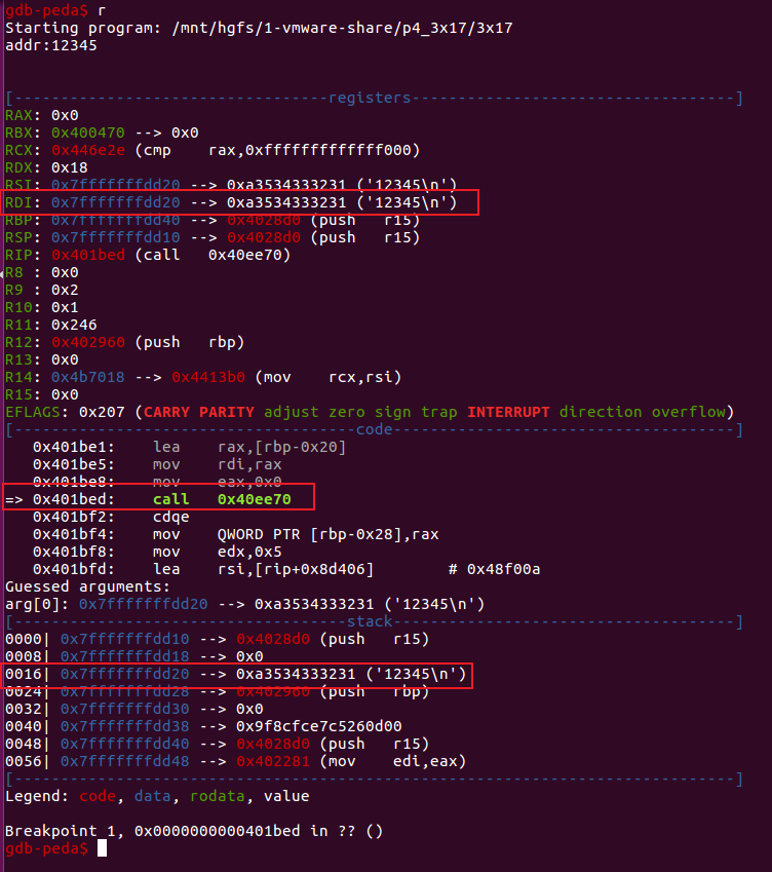 gdb-peda$ r
Starting program: /mnt/hgfs/1-vmware-share/p4_3x17/3x17
addr:12345
[----------------------------------registers-----------------------------------]
RAX: 0x0
RBX: 0x400470 --> 0x0
RCX: 0x446e2e (cmp    rax,0xfffffffffffff000)
RDX: 0x18
RSI: 0x7fffffffdd20 --> 0xa3534333231 ('12345\n')
RDI: 0x7fffffffdd20 --> 0xa3534333231 ('12345\n')
RBP: 0x7fffffffdd40 --> 0x4028d0 (push   r15)
RSP: 0x7fffffffdd10 --> 0x4028d0 (push   r15)
RIP: 0x401bed (call   0x40ee70)
R8 : 0x0
R9 : 0x2
R10: 0x1
R11: 0x246
R12: 0x402960 (push   rbp)
R13: 0x0
R14: 0x4b7018 --> 0x4413b0 (mov    rcx,rsi)
R15: 0x0
EFLAGS: 0x207 (CARRY PARITY adjust zero sign trap INTERRUPT direction overflow)
[-------------------------------------code-------------------------------------]
   0x401be1:    lea    rax,[rbp-0x20]
   0x401be5:    mov    rdi,rax
   0x401be8:    mov    eax,0x0
=> 0x401bed:    call   0x40ee70
   0x401bf2:    cdqe
   0x401bf4:    mov    QWORD PTR [rbp-0x28],rax
   0x401bf8:    mov    edx,0x5
   0x401bfd:    lea    rsi,[rip+0x8d406]        # 0x48f00a
Guessed arguments:
arg[0]: 0x7fffffffdd20 --> 0xa3534333231 ('12345\n')
[------------------------------------stack-------------------------------------]
0000| 0x7fffffffdd10 --> 0x4028d0 (push   r15)
0008| 0x7fffffffdd18 --> 0x0
0016| 0x7fffffffdd20 --> 0xa3534333231 ('12345\n')
0024| 0x7fffffffdd28 --> 0x402960 (push   rbp)
0032| 0x7fffffffdd30 --> 0x0
0040| 0x7fffffffdd38 --> 0x9f8cfce7c5260d00
0048| 0x7fffffffdd40 --> 0x4028d0 (push   r15)
0056| 0x7fffffffdd48 --> 0x402281 (mov    edi,eax)
[------------------------------------------------------------------------------]
Legend: code, data, rodata, value
Breakpoint 1, 0x0000000000401bed in ?? ()
gdb-peda$